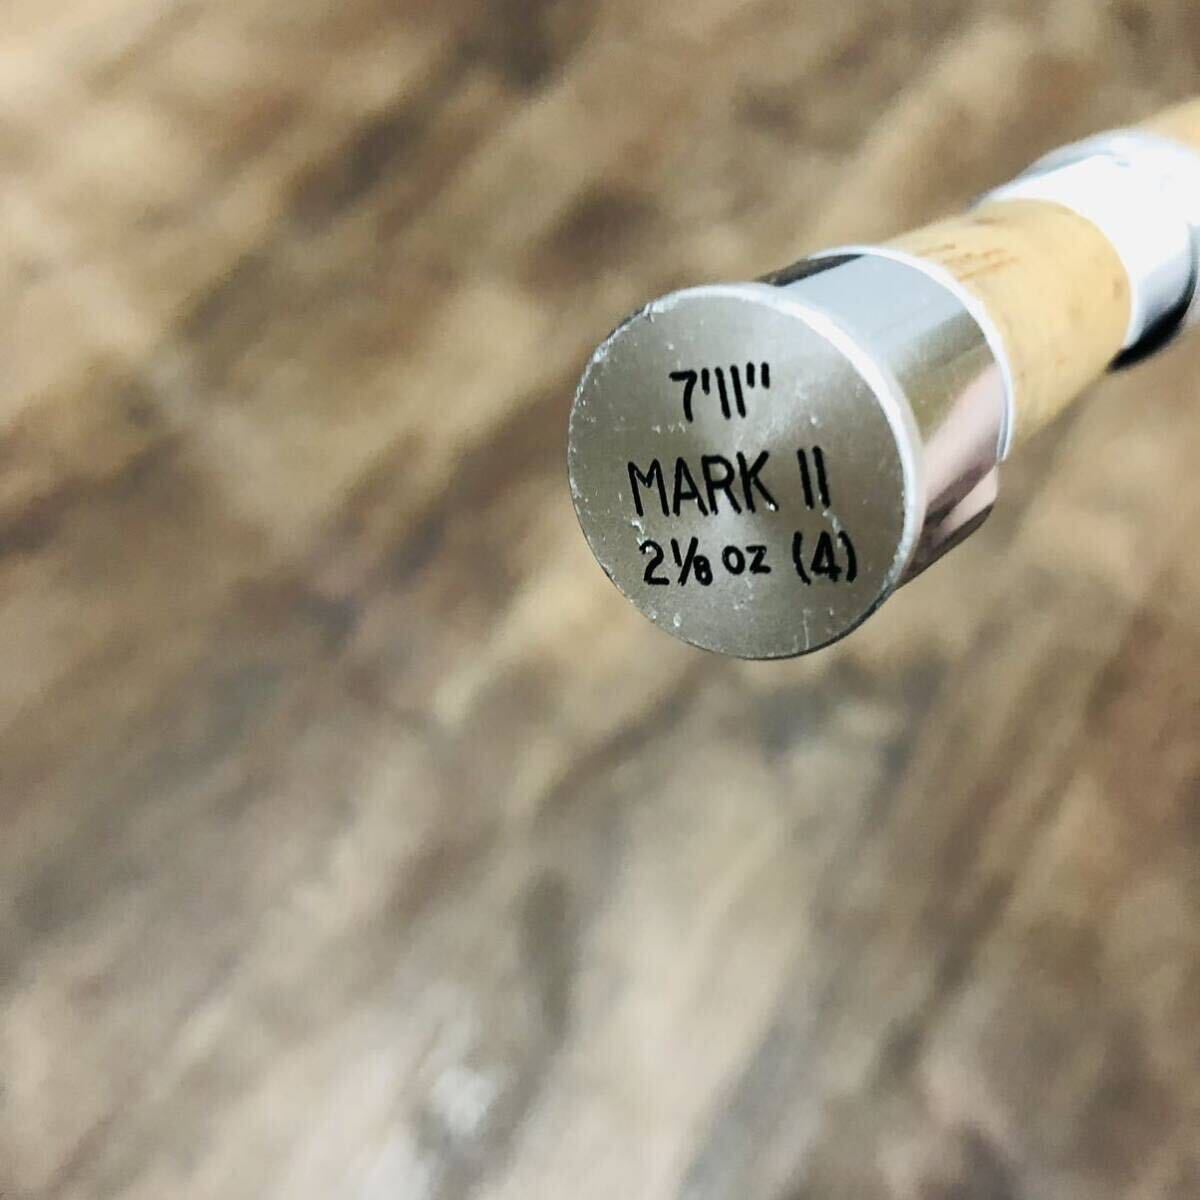 7'11"
MARK II
2⅛ oz (4)